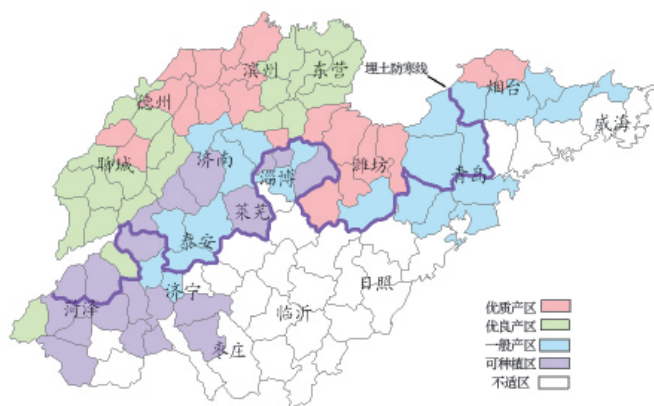 滨州
东营
埋土防寒线
烟台
德州
威海
聊城
济南
淄博
潍坊
青岛
莱芜
泰安
日照
济宁
临沂
河泽
枣庄
优质产区
优良产区
一般产区
可种植区
不适区